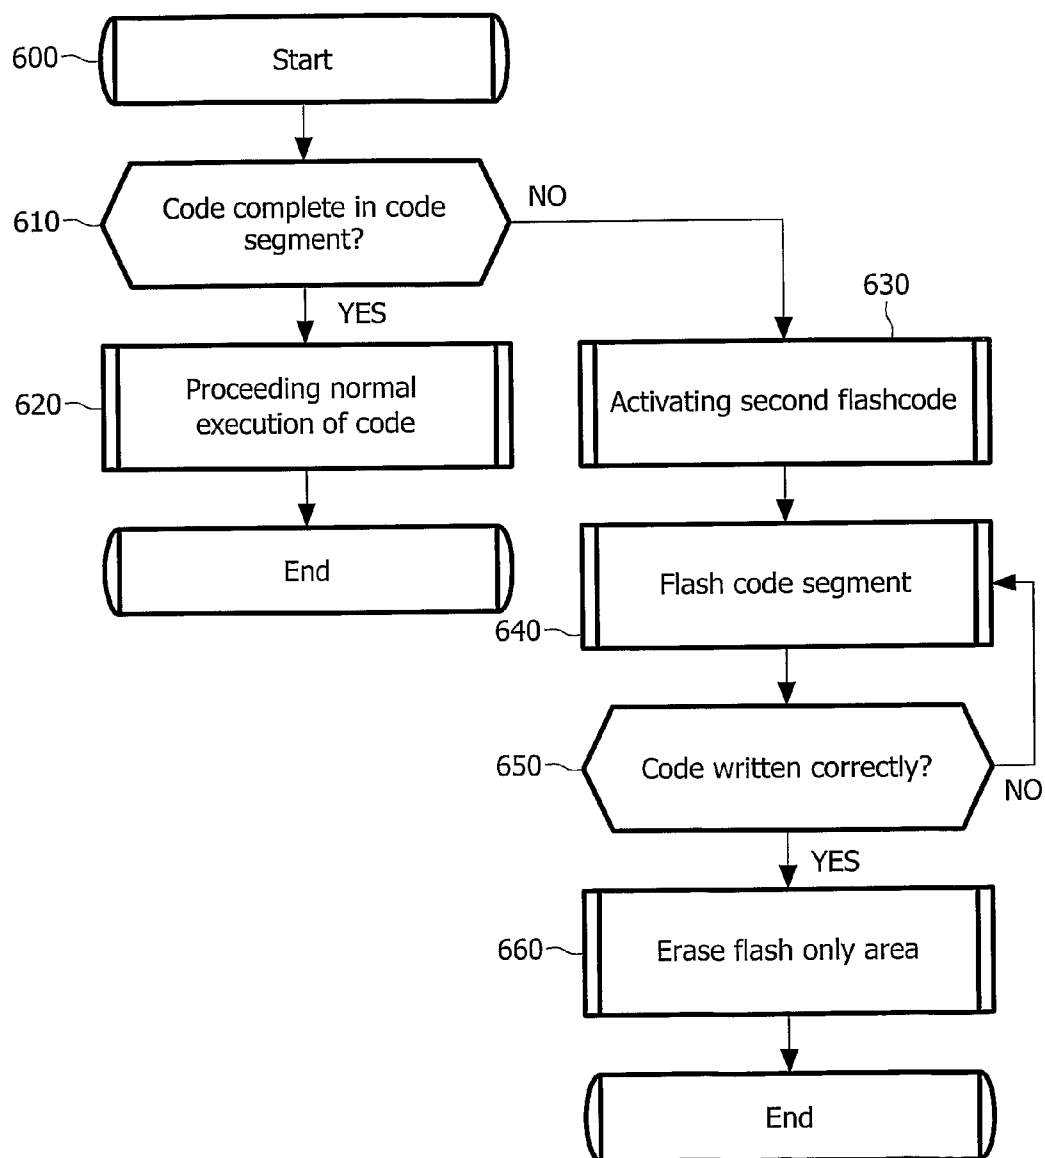 600
Start
610
Code complete in code
segment?
NO
YES
630
620
Proceeding normal
execution of code
Activating second flashcode
End
Flash code segment
640
650
Code written correctly?
NO
YES
660
Erase flash only area
End